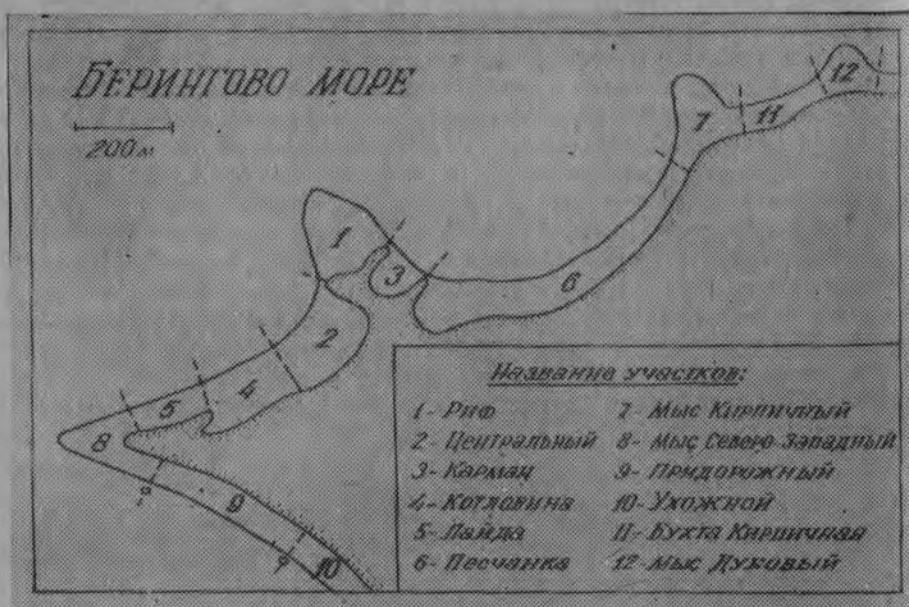 БЕРИНГОВО МОРЕ
200 м
12
7
11
1
3
6
2
4
5
8
9
10
Название участков:
1- Риф
2- Центральный
3- Карман
4- Котловина
5- Лайда
6- Песчанка
7- Мыс Кирпичный
8- Мыс Северо-Западный
9- Придорожный
10- Ухожной
11- Бухта Кирпичная
12- Мыс Дуковый